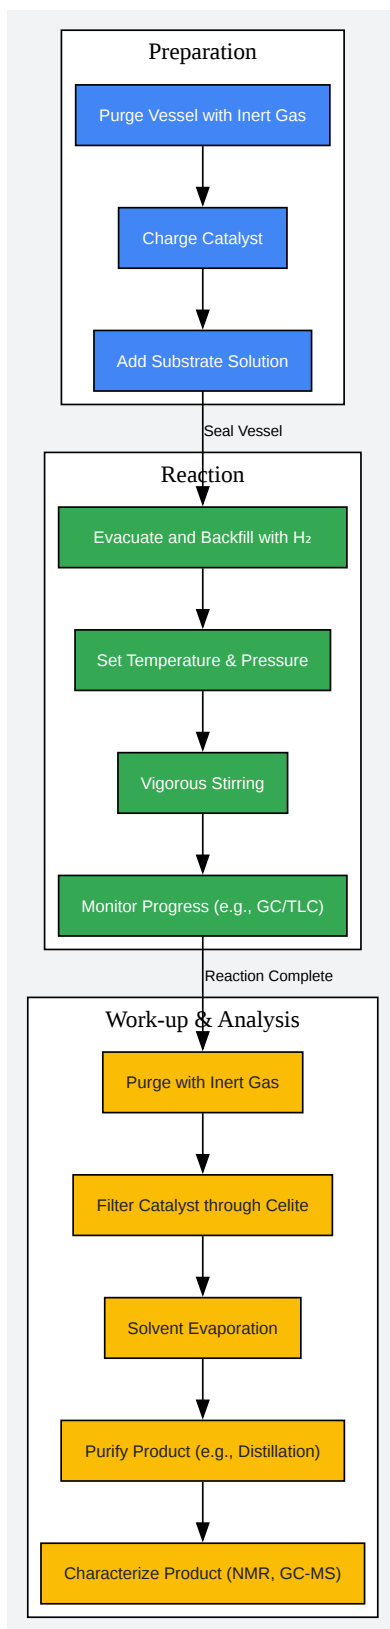 Preparation
Purge Vessel with Inert Gas
Charge Catalyst
Add Substrate Solution
Seal Vessel
Reaction
Evacuate and Backfill with H₂
Set Temperature & Pressure
Vigorous Stirring
Monitor Progress (e.g., GC/TLC)
Reaction Complete
Work-up & Analysis
Purge with Inert Gas
Filter Catalyst through Celite
Solvent Evaporation
Purify Product (e.g., Distillation)
Characterize Product (NMR, GC-MS)